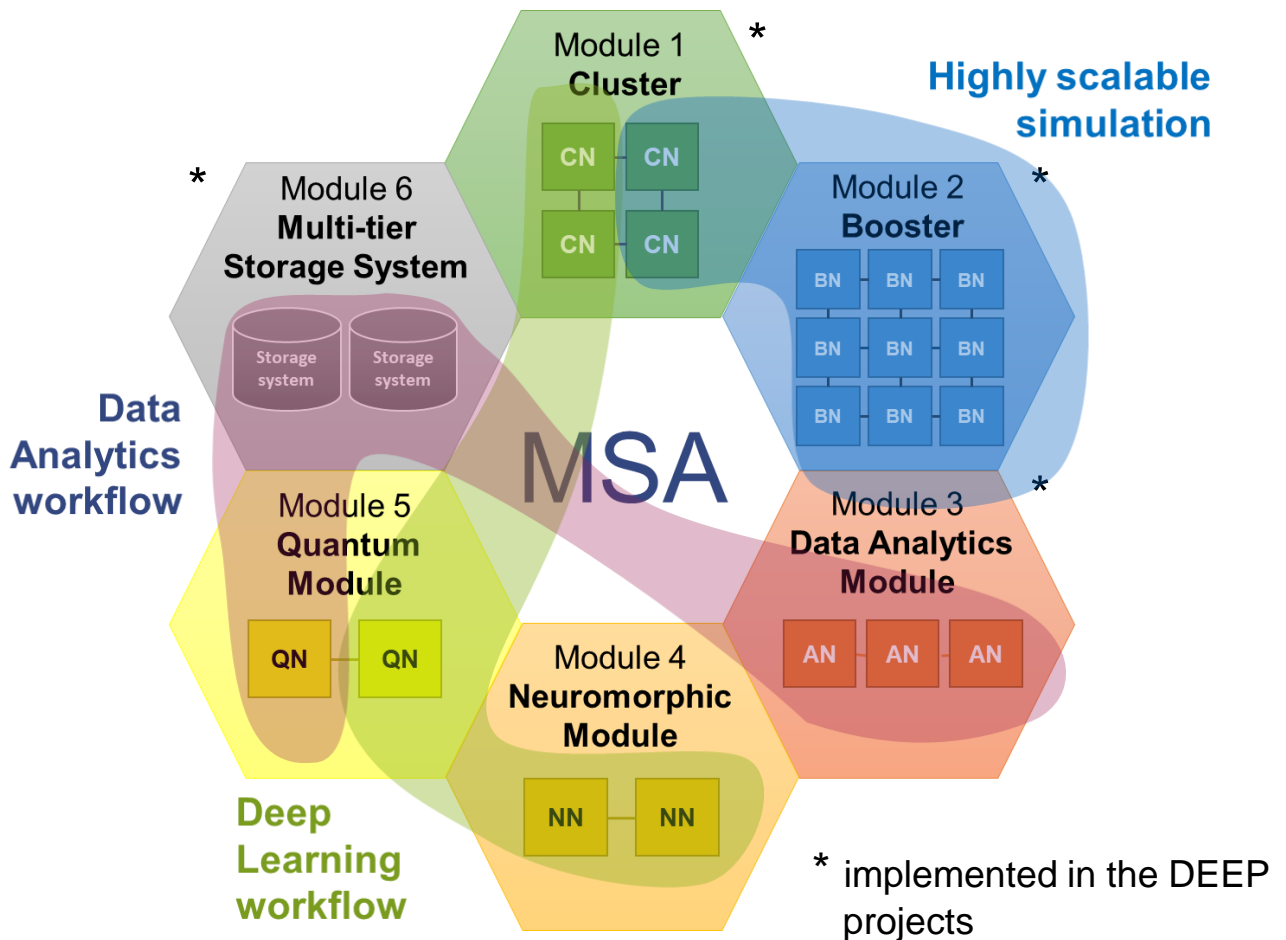 Module 1
Cluster
*
CN CN
CN CN
Highly scalable
simulation
*
Module 2
Booster
BN BN BN
BN BN BN
BN BN BN
*
Module 6
Multi-tier
Storage System
Storage
system
Storage
system
Data
Analytics
workflow
MSA
*
Module 3
Data Analytics
Module
AN AN AN
Module 5
Quantum
Module
QN QN
Module 4
Neuromorphic
Module
NN NN
Deep
Learning
workflow
* implemented in the DEEP
projects